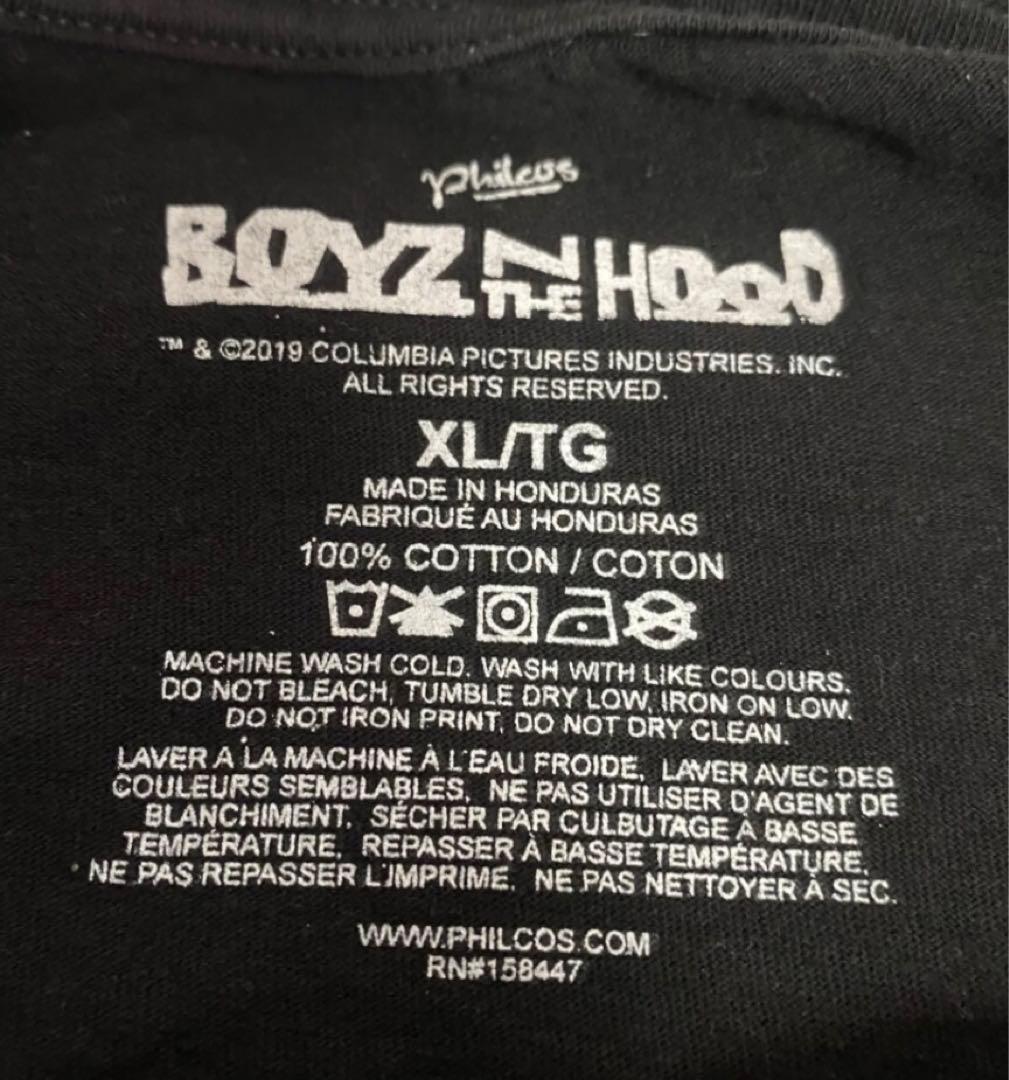 Philcos
BOYZ N THE HOOD
™ & ©2019 COLUMBIA PICTURES INDUSTRIES. INC.
ALL RIGHTS RESERVED.
XL/TG
MADE IN HONDURAS
FABRIQUÉ AU HONDURAS
100% COTTON / COTON
MACHINE WASH COLD. WASH WITH LIKE COLOURS.
DO NOT BLEACH, TUMBLE DRY LOW, IRON ON LOW.
DO NOT IRON PRINT, DO NOT DRY CLEAN.
LAVER A LA MACHINE À L'EAU FROIDE. LAVER AVEC DES
COULEURS SEMBLABLES. NE PAS UTILISER D'AGENT DE
BLANCHIMENT. SÉCHER PAR CULBUTAGE À BASSE
TEMPÉRATURE. REPASSER À BASSE TEMPÉRATURE.
NE PAS REPASSER L'IMPRIME. NE PAS NETTOYER À SEC.
WWW.PHILCOS.COM
RN#158447